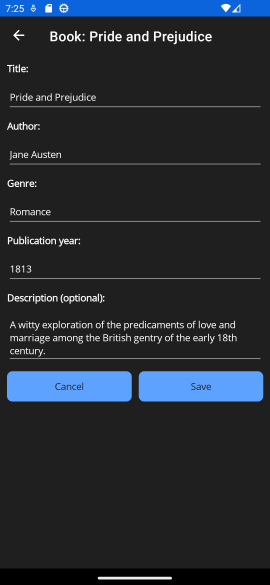 7:25
Book: Pride and Prejudice
Title:
Pride and Prejudice
Author:
Jane Austen
Genre:
Romance
Publication year:
1813
Description (optional):
A witty exploration of the predicaments of love and
marriage among the British gentry of the early 18th
century.
Cancel
Save